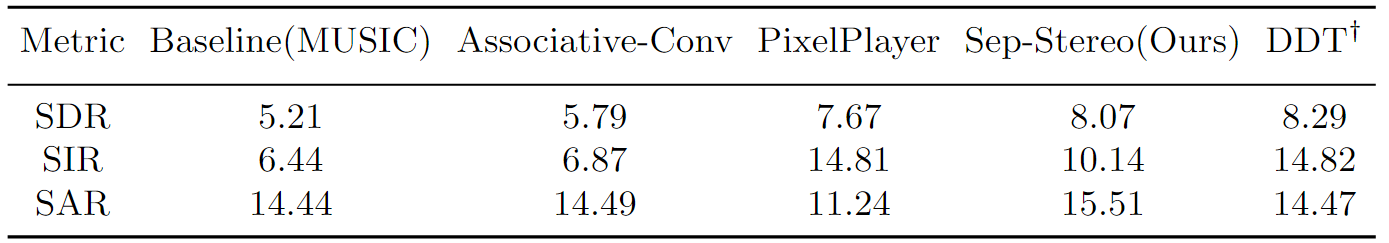 Metric Baseline(MUSIC) Associative-Conv PixelPlayer Sep-Stereo(Ours) DDT†
SDR 5.21 5.79 7.67 8.07 8.29
SIR 6.44 6.87 14.81 10.14 14.82
SAR 14.44 14.49 11.24 15.51 14.47